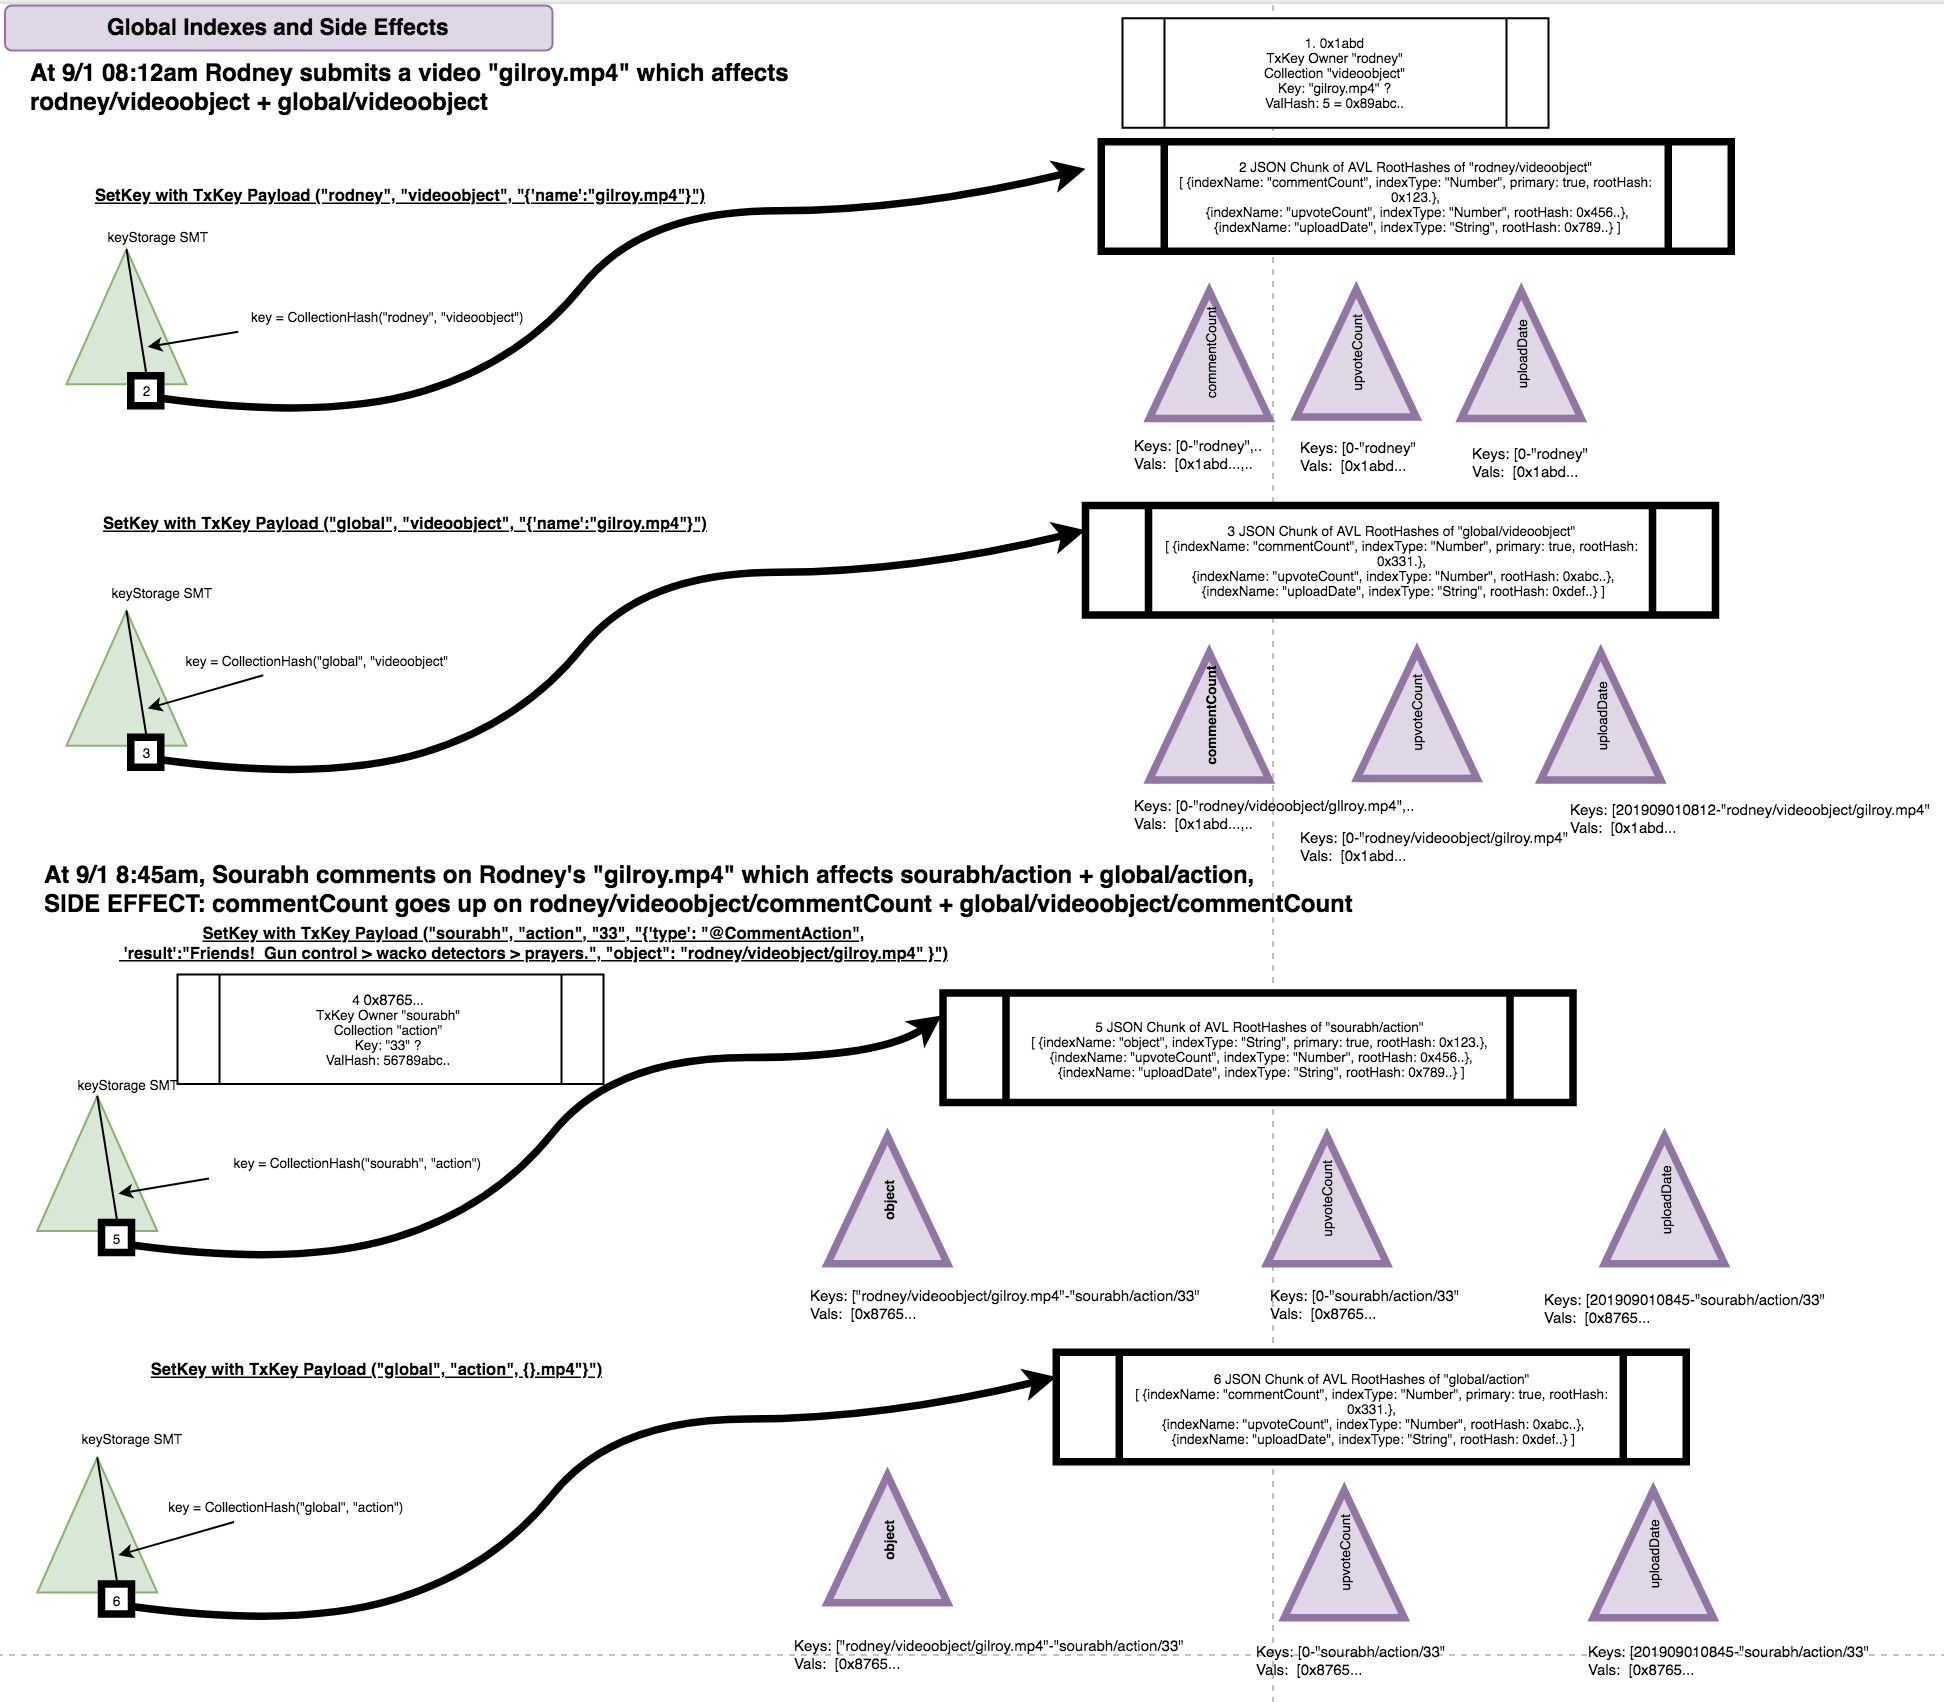 Global Indexes and Side Effects
At 9/1 08:12am Rodney submits a video "gilroy.mp4" which affects
rodney/videoobject + global/videoobject
1. 0x1abd
TxKey Owner "rodney"
Collection "videoobject"
Key: "gilroy.mp4" ?
ValHash: 5 = 0x89abc..
SetKey with TxKey Payload ("rodney", "videoobject", "{'name':"gilroy.mp4"}")
2 JSON Chunk of AVL RootHashes of "rodney/videoobject"
[ {indexName: "commentCount", indexType: "Number", primary: true, rootHash:
0x123.},
{indexName: "upvoteCount", indexType: "Number", rootHash: 0x456..},
{indexName: "uploadDate", indexType: "String", rootHash: 0x789..} ]
keyStorage SMT
key = CollectionHash("rodney", "videoobject")
2
commentCount
upvoteCount
uploadDate
Keys: [0-"rodney",..
Vals:  [0x1abd...,..
Keys: [0-"rodney"
Vals:  [0x1abd...
Keys: [0-"rodney"
Vals:  [0x1abd...
SetKey with TxKey Payload ("global", "videoobject", "{'name':"gilroy.mp4"}")
3 JSON Chunk of AVL RootHashes of "global/videoobject"
[ {indexName: "commentCount", indexType: "Number", primary: true, rootHash:
0x331.},
{indexName: "upvoteCount", indexType: "Number", rootHash: 0xabc..},
{indexName: "uploadDate", indexType: "String", rootHash: 0xdef..} ]
keyStorage SMT
key = CollectionHash("global", "videoobject"
3
commentCount
upvoteCount
uploadDate
Keys: [0-"rodney/videoobject/gilroy.mp4",..
Vals:  [0x1abd...,..
Keys: [0-"rodney/videoobject/gilroy.mp4"
Vals:  [0x1abd...
Keys: [201909010812-"rodney/videoobject/gilroy.mp4"
Vals:  [0x1abd...
At 9/1 8:45am, Sourabh comments on Rodney's "gilroy.mp4" which affects sourabh/action + global/action,
SIDE EFFECT: commentCount goes up on rodney/videoobject/commentCount + global/videoobject/commentCount
SetKey with TxKey Payload ("sourabh", "action", "33", "{'type': "@CommentAction",
'result':"Friends!  Gun control > wacko detectors > prayers.", "object": "rodney/videobject/gilroy.mp4" }")
4 0x8765...
TxKey Owner "sourabh"
Collection "action"
Key: "33" ?
ValHash: 56789abc..
5 JSON Chunk of AVL RootHashes of "sourabh/action"
[ {indexName: "object", indexType: "String", primary: true, rootHash: 0x123.},
{indexName: "upvoteCount", indexType: "Number", rootHash: 0x456..},
{indexName: "uploadDate", indexType: "String", rootHash: 0x789..} ]
keyStorage SMT
key = CollectionHash("sourabh", "action")
5
object
upvoteCount
uploadDate
Keys: ["rodney/videoobject/gilroy.mp4"-"sourabh/action/33"
Vals:  [0x8765...
Keys: [0-"sourabh/action/33"
Vals:  [0x8765...
Keys: [201909010845-"sourabh/action/33"
Vals:  [0x8765...
SetKey with TxKey Payload ("global", "action", {}.mp4"}")
6 JSON Chunk of AVL RootHashes of "global/action"
[ {indexName: "commentCount", indexType: "Number", primary: true, rootHash:
0x331.},
{indexName: "upvoteCount", indexType: "Number", rootHash: 0xabc..},
{indexName: "uploadDate", indexType: "String", rootHash: 0xdef..} ]
keyStorage SMT
key = CollectionHash("global", "action")
6
object
upvoteCount
uploadDate
Keys: ["rodney/videoobject/gilroy.mp4"-"sourabh/action/33"
Vals:  [0x8765...
Keys: [0-"sourabh/action/33"
Vals:  [0x8765...
Keys: [201909010845-"sourabh/action/33"
Vals:  [0x8765...